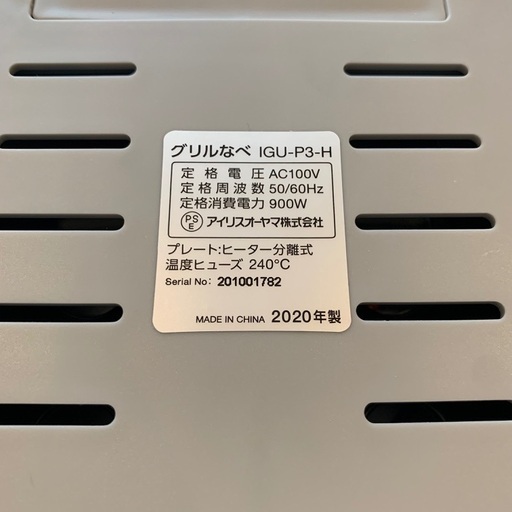 グリルなべ IGU-P3-H
定格電圧 AC100V
定格周波数 50/60Hz
定格消費電力 900W
PSE アイリスオーヤマ株式会社
プレート:ヒーター分離式
温度ヒューズ 240°C
Serial No: 201001782
MADE IN CHINA 2020年製